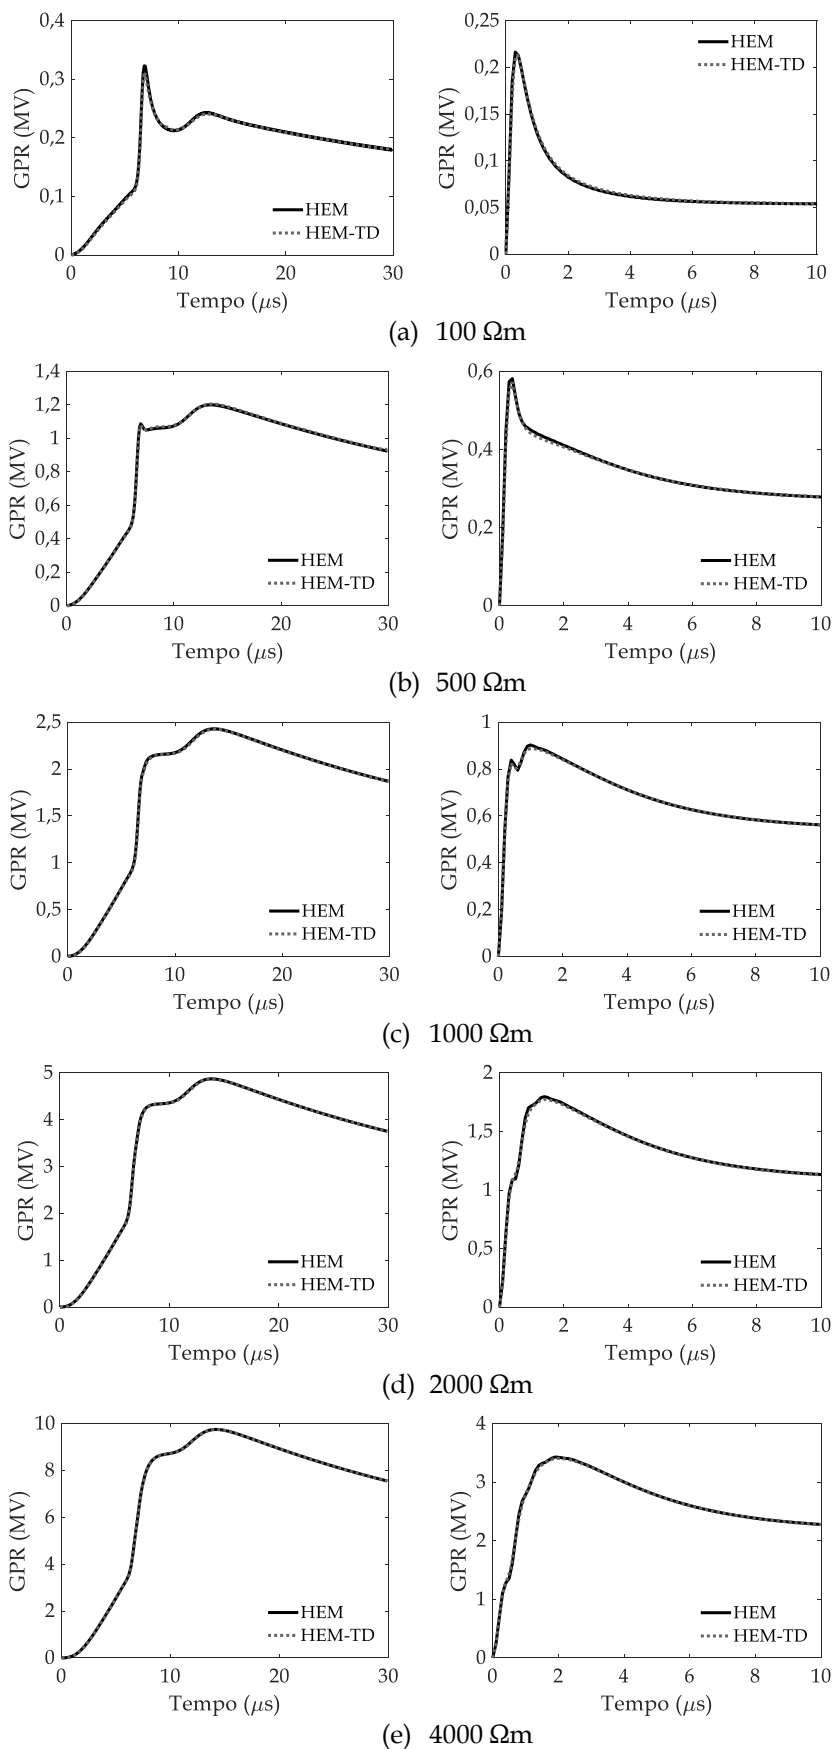 0,4
0,3
0,2
0,1
0
GPR (MV)
HEM
HEM-TD
0
10
20
30
Tempo (μs)
0,25
0,2
0,15
0,1
0,05
0
GPR (MV)
HEM
HEM-TD
0
2
4
6
8
10
Tempo (μs)
(a) 100 Ωm
1,4
1,2
1
0,8
0,6
0,4
0,2
0
GPR (MV)
HEM
HEM-TD
0
10
20
30
Tempo (μs)
0,6
0,4
0,2
0
GPR (MV)
HEM
HEM-TD
0
2
4
6
8
10
Tempo (μs)
(b) 500 Ωm
2,5
2
1,5
1
0,5
0
GPR (MV)
HEM
HEM-TD
0
10
20
30
Tempo (μs)
1
0,8
0,6
0,4
0,2
0
GPR (MV)
HEM
HEM-TD
0
2
4
6
8
10
Tempo (μs)
(c) 1000 Ωm
5
4
3
2
1
0
GPR (MV)
HEM
HEM-TD
0
10
20
30
Tempo (μs)
2
1,5
1
0,5
0
GPR (MV)
HEM
HEM-TD
0
2
4
6
8
10
Tempo (μs)
(d) 2000 Ωm
10
8
6
4
2
0
GPR (MV)
HEM
HEM-TD
0
10
20
30
Tempo (μs)
4
3
2
1
0
GPR (MV)
HEM
HEM-TD
0
2
4
6
8
10
Tempo (μs)
(e) 4000 Ωm